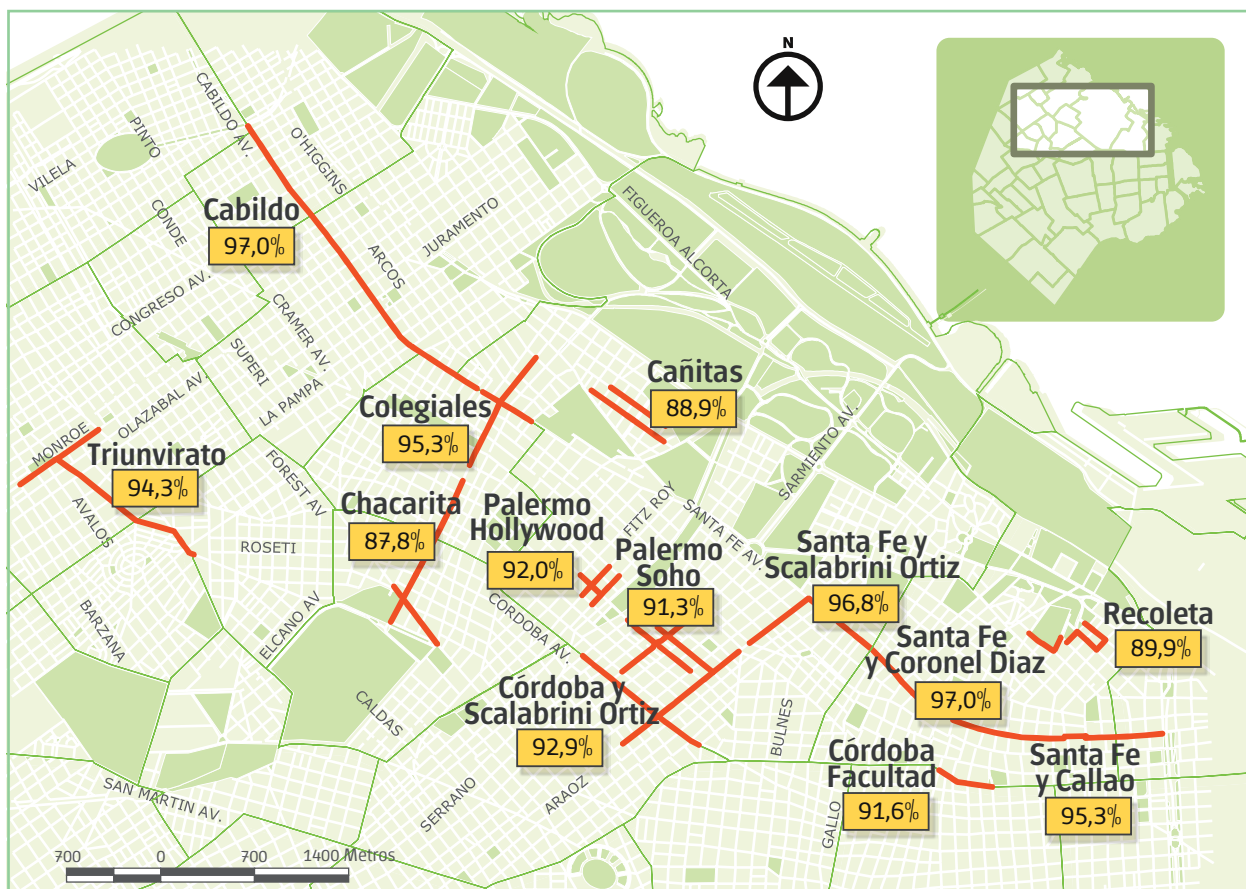 N
CABILDO AV.
O'HIGGINS
PINTO
VILELA
FIGUEROA ALCORTA
Cabildo
97,0%
CONDE
JURAMENTO
ARCOS
CONGRESO AV.
CRAMER AV.
SUPERI
LA PAMPA
OLAZABAL AV.
Cañitas
88,9%
Colegiales
95,3%
SARMIENTO AV.
MONROE
Triunvirato
94,3%
FOREST AV
AVALOS
Chacarita
87,8%
Palermo
Hollywood
92,0%
FITZ ROY
SANTA FE AV.
ROSETI
Palermo
Soho
91,3%
Santa Fe y
Scalabrini Ortiz
96,8%
Recoleta
89,9%
BARZANA
ELCANO AV
CORDOBA AV.
Santa Fe
y Coronel Diaz
97,0%
CALDAS
Córdoba y
Scalabrini Ortiz
92,9%
BULNES
Córdoba
Facultad
91,6%
Santa Fe
y Callao
95,3%
SAN MARTIN AV.
SERRANO
ARAOZ
GALLO
700 0 700 1400 Metros